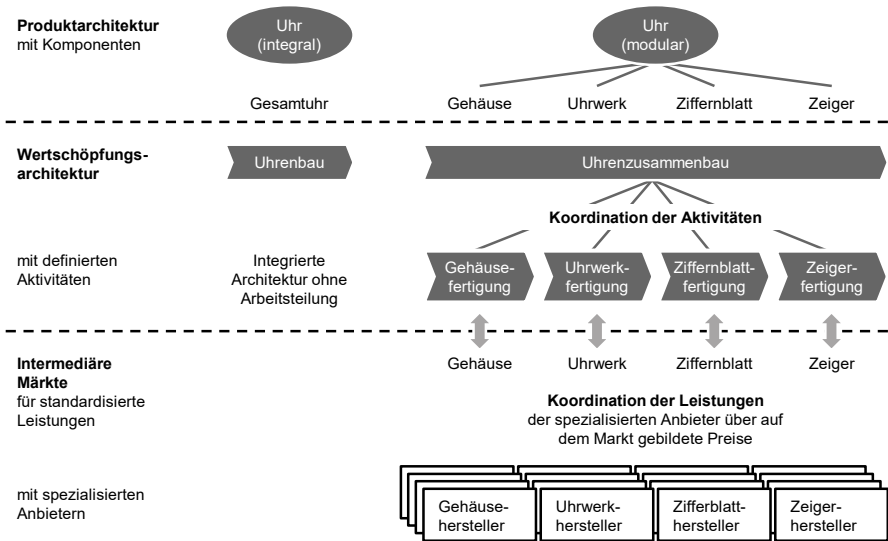 Produktarchitektur
mit Komponenten
Uhr
(integral)
Uhr
(modular)
Gesamtuhr
Gehäuse
Uhrwerk
Ziffernblatt
Zeiger
Wertschöpfungs-
architektur
Uhrenbau
Uhrenzusammenbau
Koordination der Aktivitäten
mit definierten
Aktivitäten
Integrierte
Architektur ohne
Arbeitsteilung
Gehäuse-
fertigung
Uhrwerk-
fertigung
Ziffernblatt-
fertigung
Zeiger-
fertigung
Intermediäre
Märkte
für standardisierte
Leistungen
Gehäuse
Uhrwerk
Ziffernblatt
Zeiger
Koordination der Leistungen
der spezialisierten Anbieter über auf
dem Markt gebildete Preise
mit spezialisierten
Anbietern
Gehäuse-
hersteller
Uhrwerk-
hersteller
Zifferblatt-
hersteller
Zeiger-
hersteller